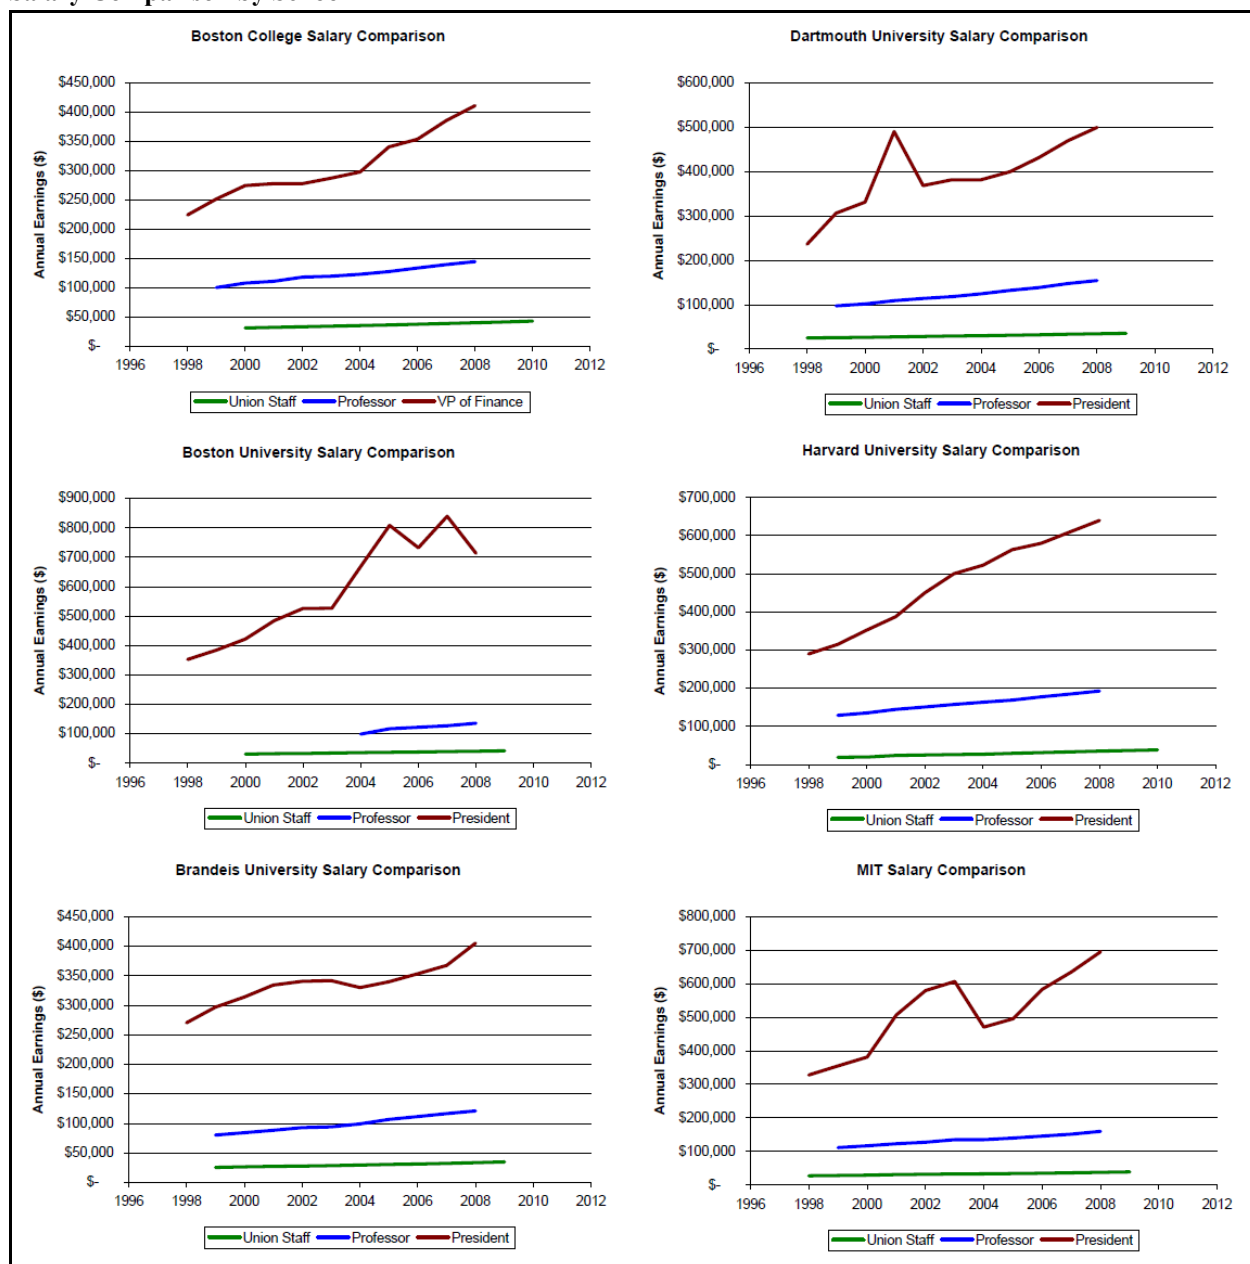 Salary Comparison by School
Boston College Salary Comparison
Annual Earnings ($)
$450,000
$400,000
$350,000
$300,000
$250,000
$200,000
$150,000
$100,000
$50,000
$-
1996 1998 2000 2002 2004 2006 2008 2010 2012
Union Staff Professor VP of Finance
Dartmouth University Salary Comparison
Annual Earnings ($)
$600,000
$500,000
$400,000
$300,000
$200,000
$100,000
$-
1996 1998 2000 2002 2004 2006 2008 2010 2012
Union Staff Professor President
Boston University Salary Comparison
Annual Earnings ($)
$900,000
$800,000
$700,000
$600,000
$500,000
$400,000
$300,000
$200,000
$100,000
$-
1996 1998 2000 2002 2004 2006 2008 2010 2012
Union Staff Professor President
Harvard University Salary Comparison
Annual Earnings ($)
$700,000
$600,000
$500,000
$400,000
$300,000
$200,000
$100,000
$-
1996 1998 2000 2002 2004 2006 2008 2010 2012
Union Staff Professor President
Brandeis University Salary Comparison
Annual Earnings ($)
$450,000
$400,000
$350,000
$300,000
$250,000
$200,000
$150,000
$100,000
$50,000
$-
1996 1998 2000 2002 2004 2006 2008 2010 2012
Union Staff Professor President
MIT Salary Comparison
Annual Earnings ($)
$800,000
$700,000
$600,000
$500,000
$400,000
$300,000
$200,000
$100,000
$-
1996 1998 2000 2002 2004 2006 2008 2010 2012
Union Staff Professor President